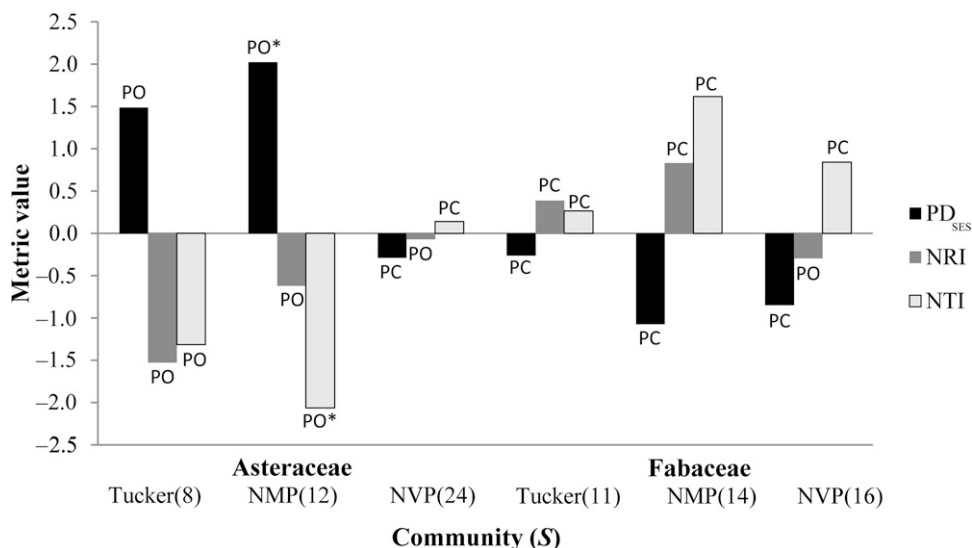 Metric value
2.5
2.0
1.5
1.0
0.5
0.0
–0.5
–1.0
–1.5
–2.0
–2.5
PO
PO
PO
PO*
PO
PO*
PC
PO
PC
PC
PC
PC
PC
PC
PC
PC
PO
PC
PD SES
NRI
NTI
Asteraceae Fabaceae
Tucker(8) NMP(12) NVP(24) Tucker(11) NMP(14) NVP(16)
Community (S)